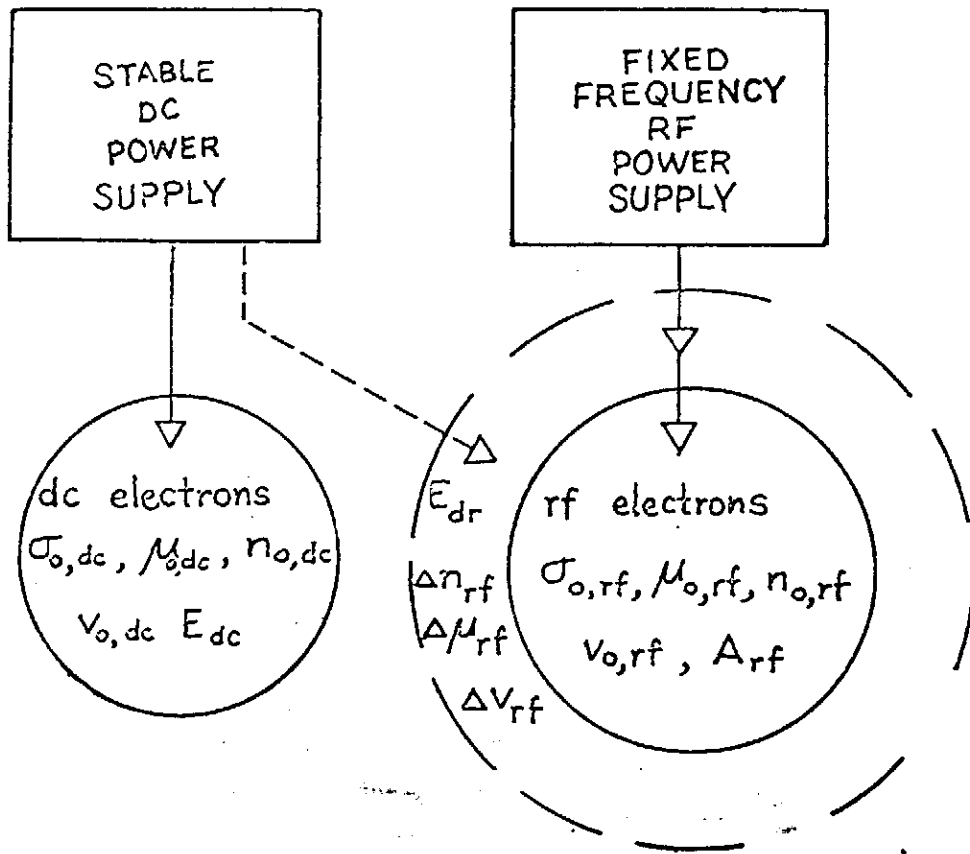 STABLE
DC
POWER
SUPPLY
FIXED
FREQUENCY
RF
POWER
SUPPLY
dc electrons
σo,dc, μo,dc, no,dc
vo,dc Edc
Edr
Δnrf
Δμrf
Δvrf
rf electrons
σo,rf, μo,rf, no,rf
vo,rf, Arf